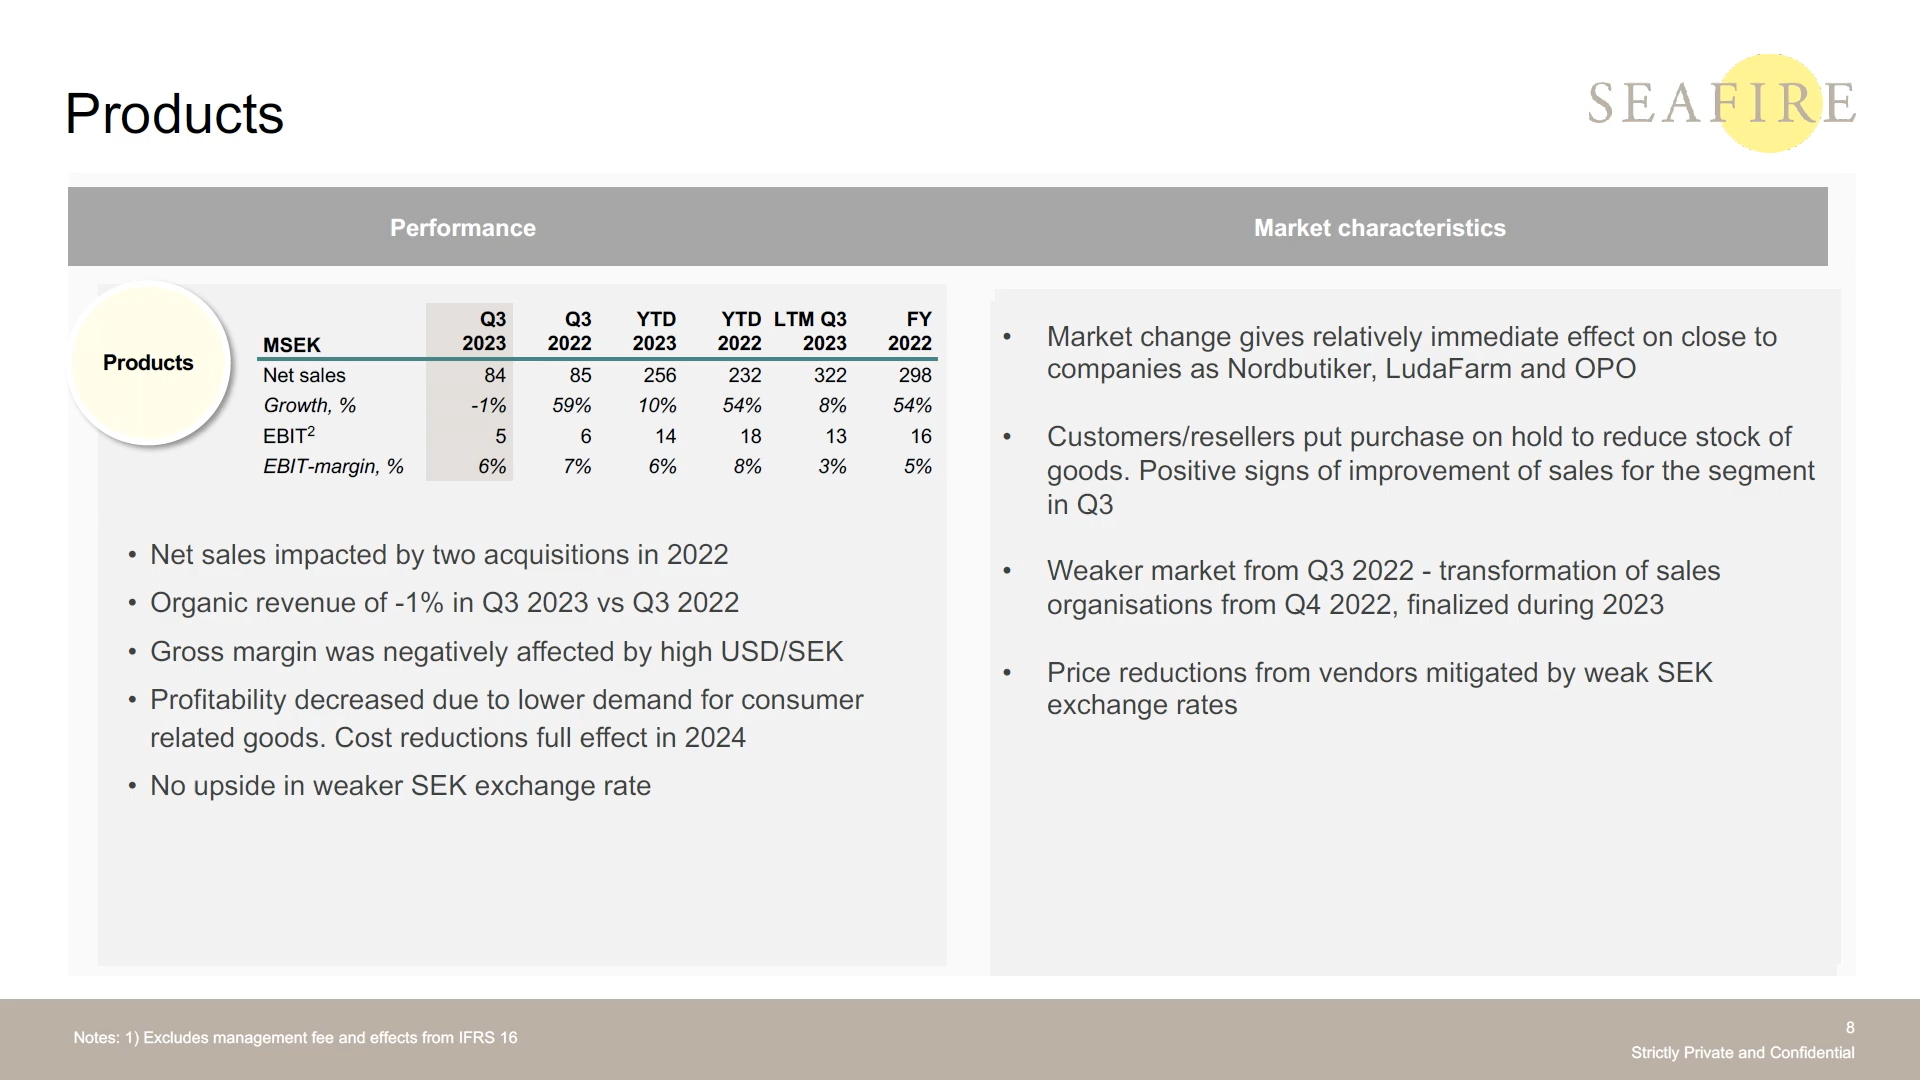 Products
SEAFIRE
Performance
Market characteristics
Products
MSEK Q3 2023 Q3 2022 YTD 2023 YTD 2022 LTM Q3 2023 FY 2022
Net sales 84 85 256 232 322 298
Growth, % -1% 59% 10% 54% 8% 54%
EBIT2 5 6 14 18 13 16
EBIT-margin, % 6% 7% 6% 8% 3% 5%
• Net sales impacted by two acquisitions in 2022
• Organic revenue of -1% in Q3 2023 vs Q3 2022
• Gross margin was negatively affected by high USD/SEK
• Profitability decreased due to lower demand for consumer
related goods. Cost reductions full effect in 2024
• No upside in weaker SEK exchange rate
• Market change gives relatively immediate effect on close to
companies as Nordbutiker, LudaFarm and OPO
• Customers/resellers put purchase on hold to reduce stock of
goods. Positive signs of improvement of sales for the segment
in Q3
• Weaker market from Q3 2022 - transformation of sales
organisations from Q4 2022, finalized during 2023
• Price reductions from vendors mitigated by weak SEK
exchange rates
Notes: 1) Excludes management fee and effects from IFRS 16
8
Strictly Private and Confidential